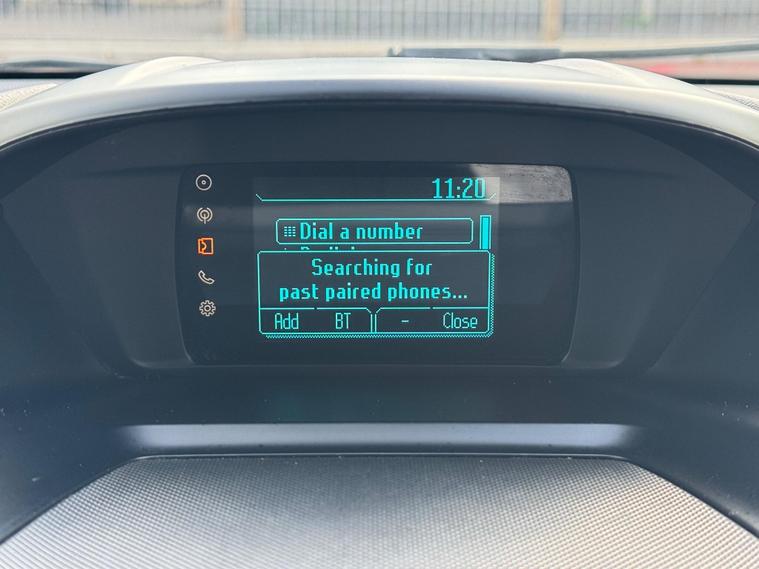 11:20
Dial a number
Searching for
past paired phones...
Add BT - Close